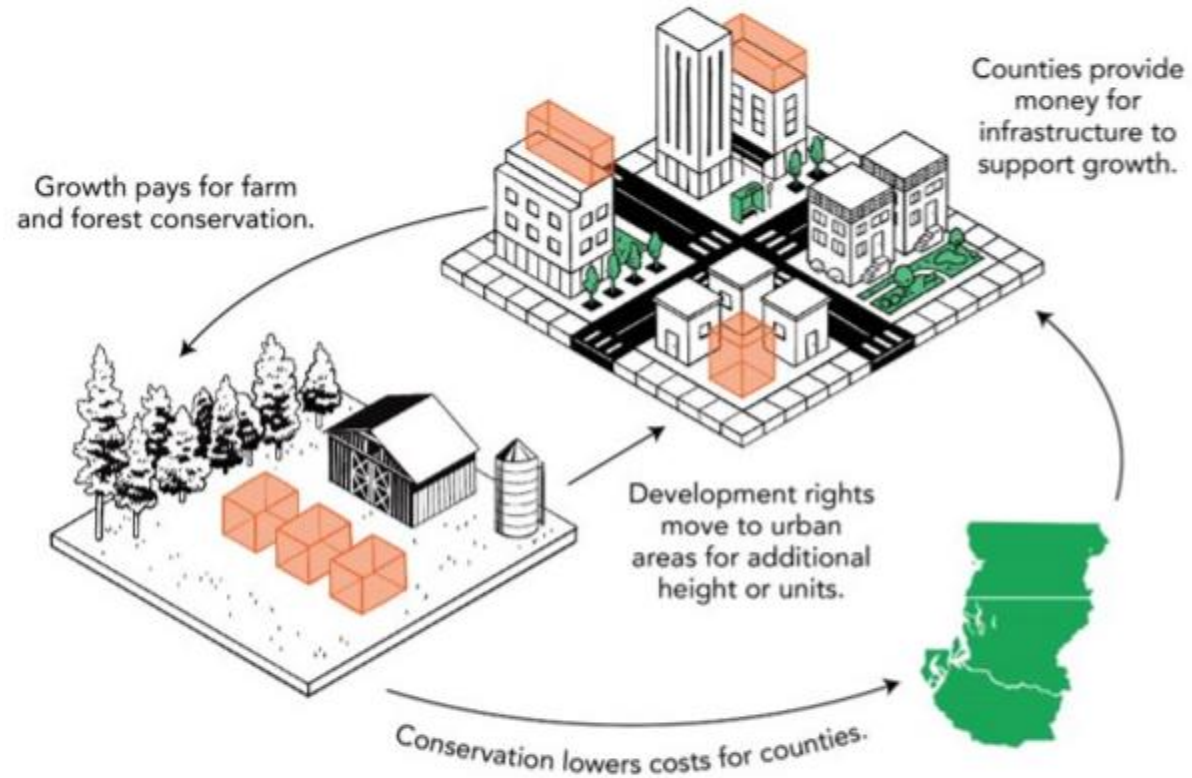 Counties provide
money for
infrastructure to
support growth.
Growth pays for farm
and forest conservation.
Development rights
move to urban
areas for additional
height or units.
Conservation lowers costs for counties.